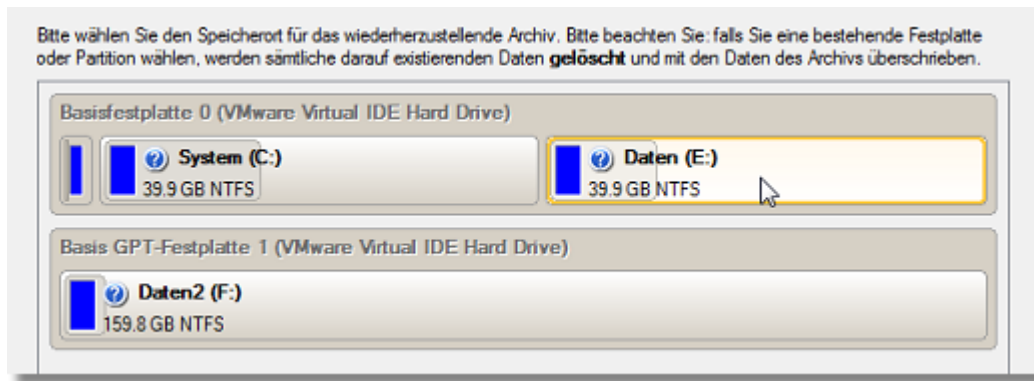 Bitte wählen Sie den Speicherort für das wiederherzustellende Archiv. Bitte beachten Sie: falls Sie eine bestehende Festplatte
oder Partition wählen, werden sämtliche darauf existierenden Daten gelöscht und mit den Daten des Archivs überschrieben.
Basisfestplatte 0 (VMware Virtual IDE Hard Drive)
System (C:)
39.9 GB NTFS
Daten (E:)
39.9 GB NTFS
Basis GPT-Festplatte 1 (VMware Virtual IDE Hard Drive)
Daten2 (F:)
159.8 GB NTFS